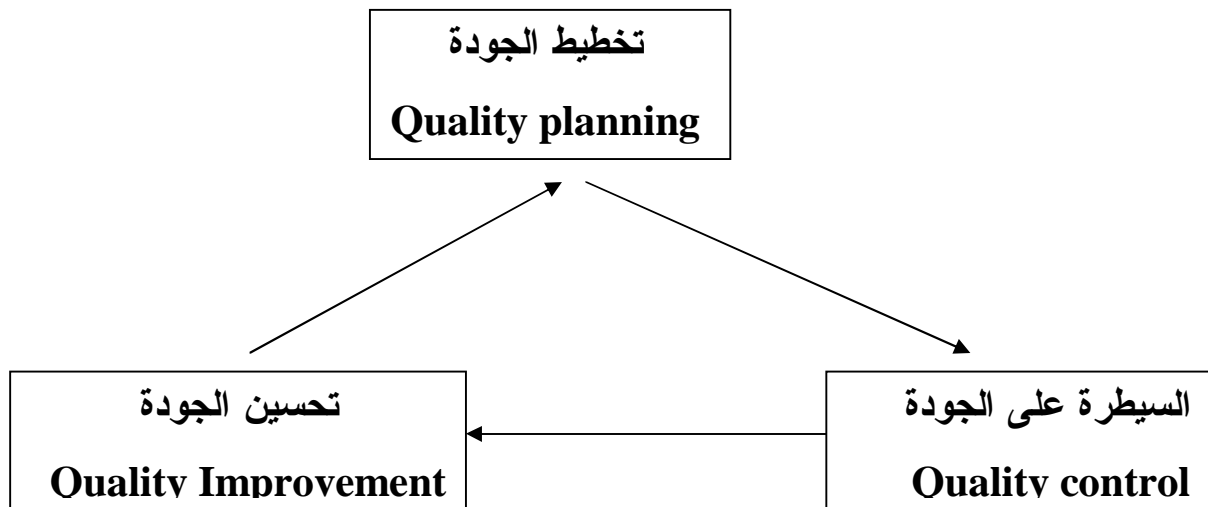 تخطيط الجودة
Quality planning
تحسين الجودة
Quality Improvement
السيطرة على الجودة
Quality control